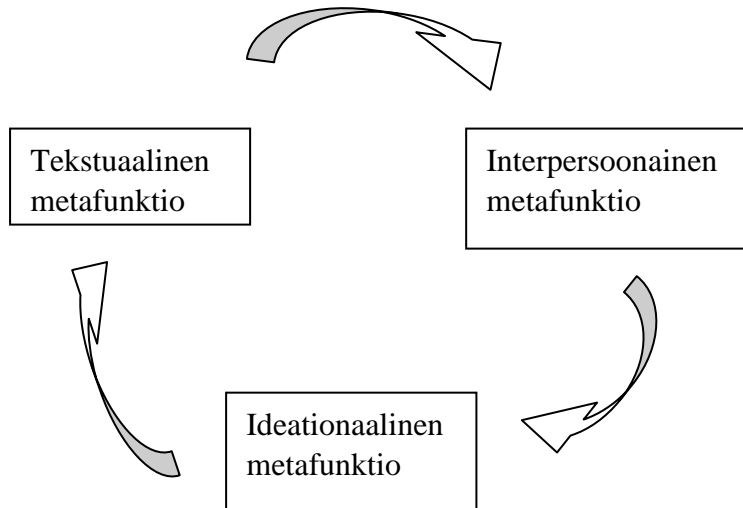 Tekstuaalinen
metafunktio
Interpersoonainen
metafunktio
Ideationaalinen
metafunktio